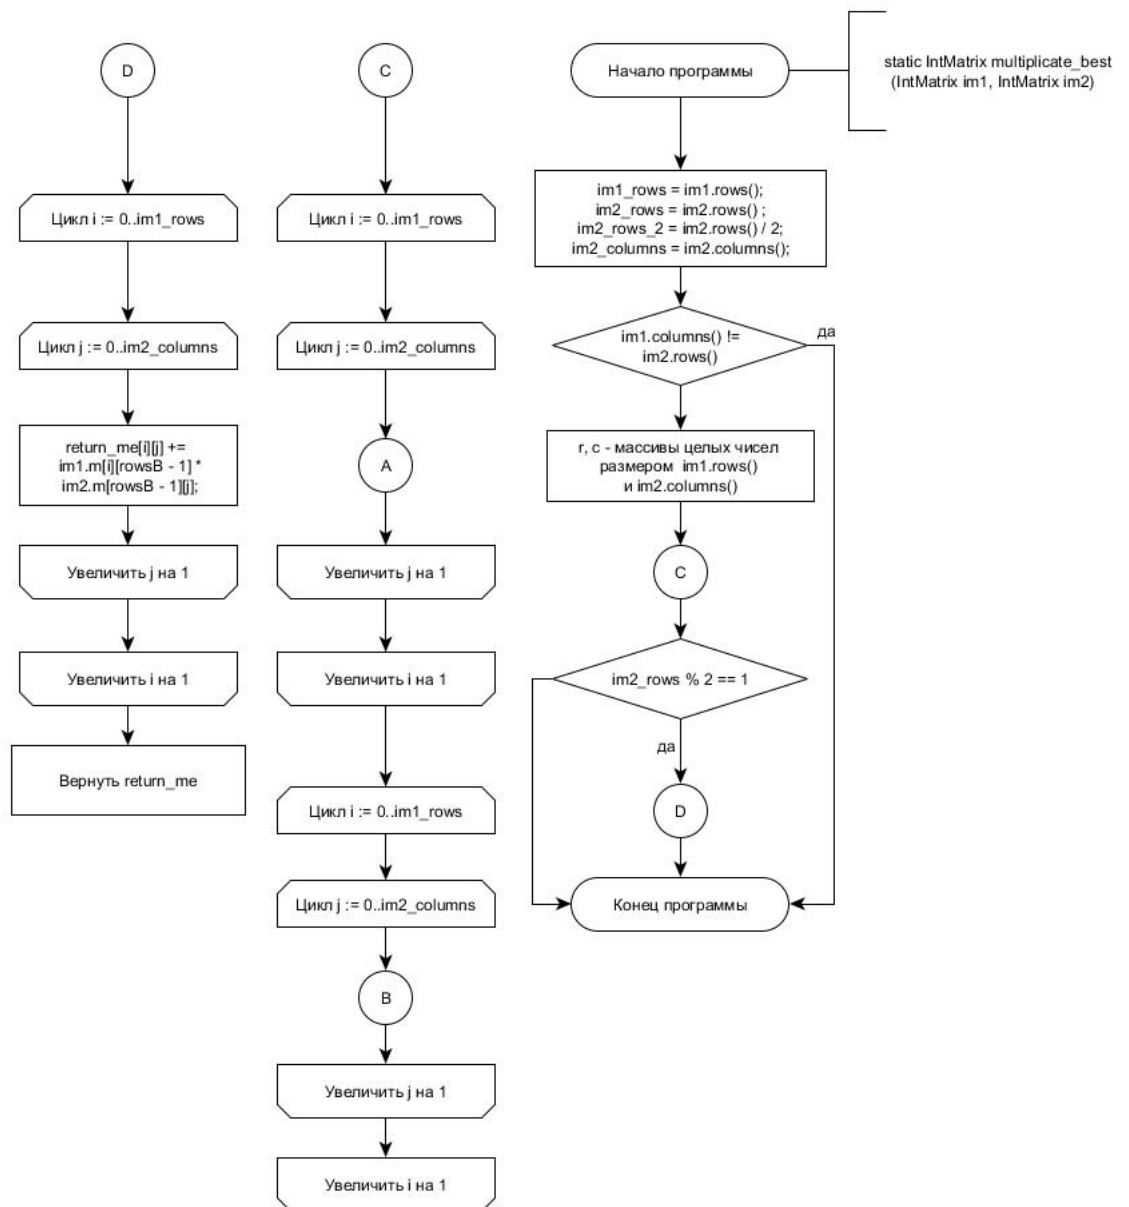 D
Цикл i := 0..im1_rows
Цикл j := 0..im2_columns
return_me[i][j] +=
im1.m[i][rowsB - 1] *
im2.m[rowsB - 1][j];
Увеличить j на 1
Увеличить i на 1
Вернуть return_me
C
Цикл i := 0..im1_rows
Цикл j := 0..im2_columns
A
Увеличить j на 1
Увеличить i на 1
Цикл i := 0..im1_rows
Цикл j := 0..im2_columns
B
Увеличить j на 1
Увеличить i на 1
Начало программы
static IntMatrix multiplicate_best
(IntMatrix im1, IntMatrix im2)
im1_rows = im1.rows();
im2_rows = im2.rows() ;
im2_rows_2 = im2.rows() / 2;
im2_columns = im2.columns();
im1.columns() !=
im2.rows()
да
r, c - массивы целых чисел
размером im1.rows()
и im2.columns()
C
im2_rows % 2 == 1
да
D
Конец программы